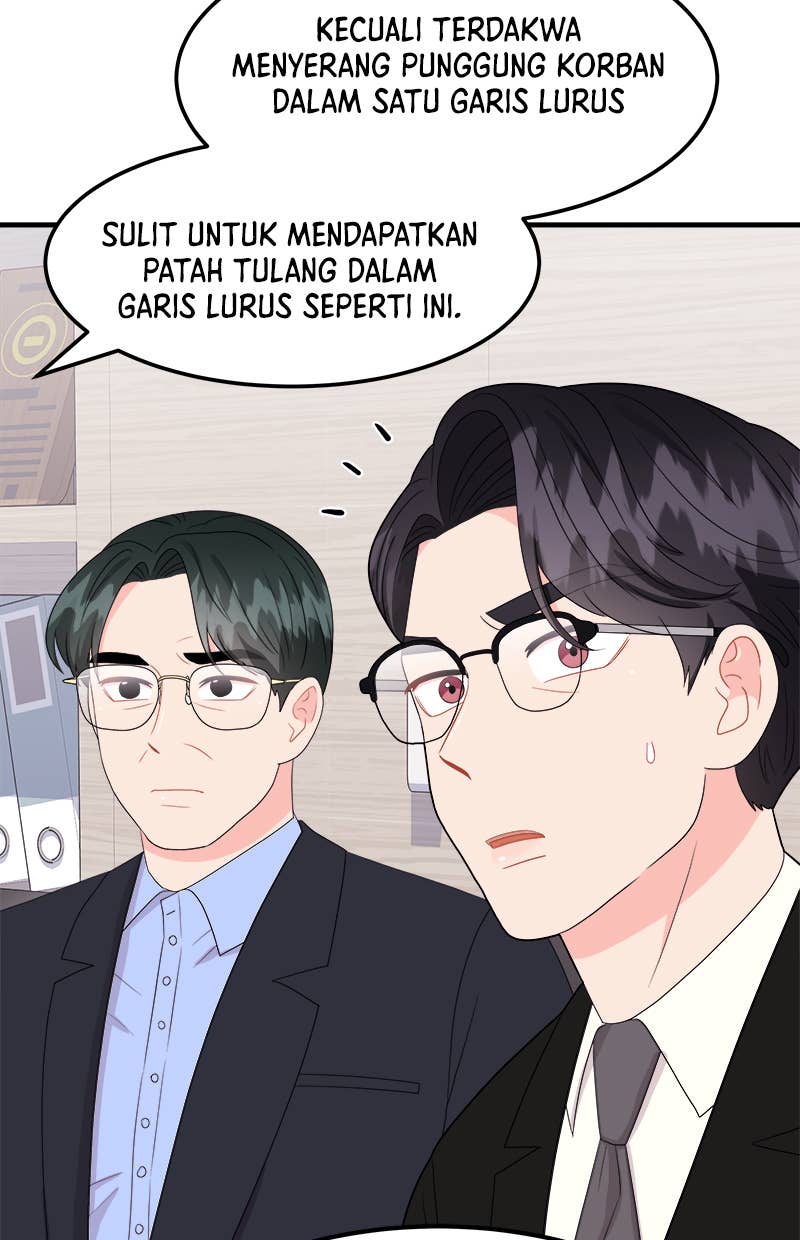 KECUALI TERDAKWA
MENYERANG PUNGGUNG KORBAN
DALAM SATU GARIS LURUS
SULIT UNTUK MENDAPATKAN
PATAH TULANG DALAM
GARIS LURUS SEPERTI INI.